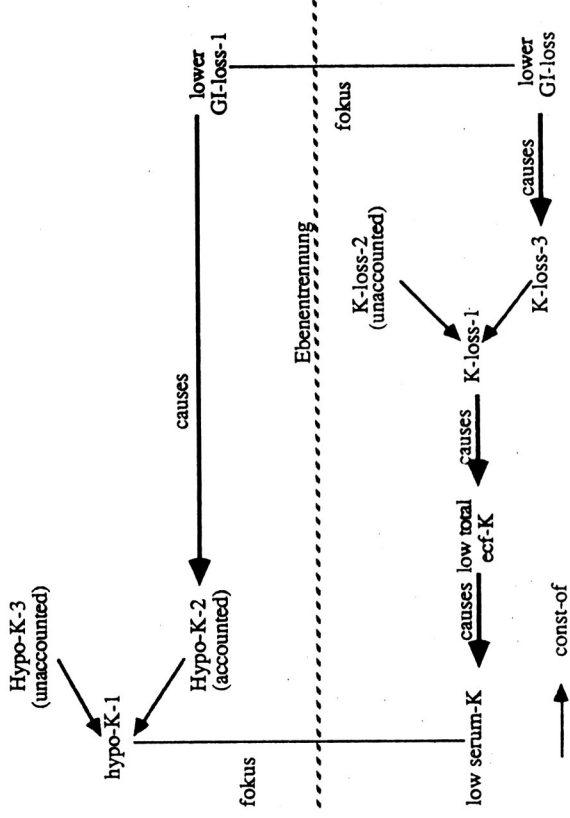 Hypo-K-3
(unaccounted)
hypo-K-1
causes
Hypo-K-2
(accounted)
lower
GI-loss-1
fokus
Ebenentrennung
fokus
K-loss-2
(unaccounted)
low serum-K
causes
low total
ecf-K
causes
K-loss-1
K-loss-3
causes
lower
GI-loss
const-of